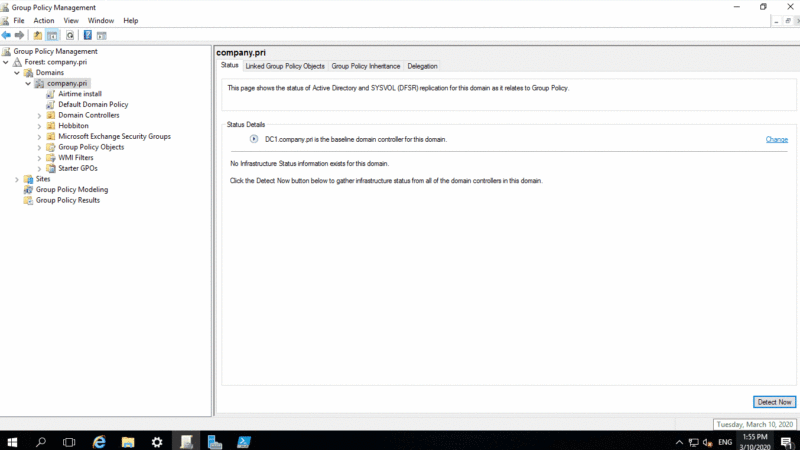 Group Policy Management
File Action View Window Help
Group Policy Management
Forest: company.pri
Domains
company.pri
Airtime install
Default Domain Policy
Domain Controllers
Hobbiton
Microsoft Exchange Security Groups
Group Policy Objects
WMI Filters
Starter GPOs
Sites
Group Policy Modeling
Group Policy Results
company.pri
Status Linked Group Policy Objects Group Policy Inheritance Delegation
This page shows the status of Active Directory and SYSVOL (DFSR) replication for this domain as it relates to Group Policy.
Status Details
DC1.company.pri is the baseline domain controller for this domain. Change
No Infrastructure Status information exists for this domain.
Click the Detect Now button below to gather infrastructure status from all of the domain controllers in this domain.
Detect Now
Tuesday, March 10, 2020
ENG 1:55 PM
3/10/2020